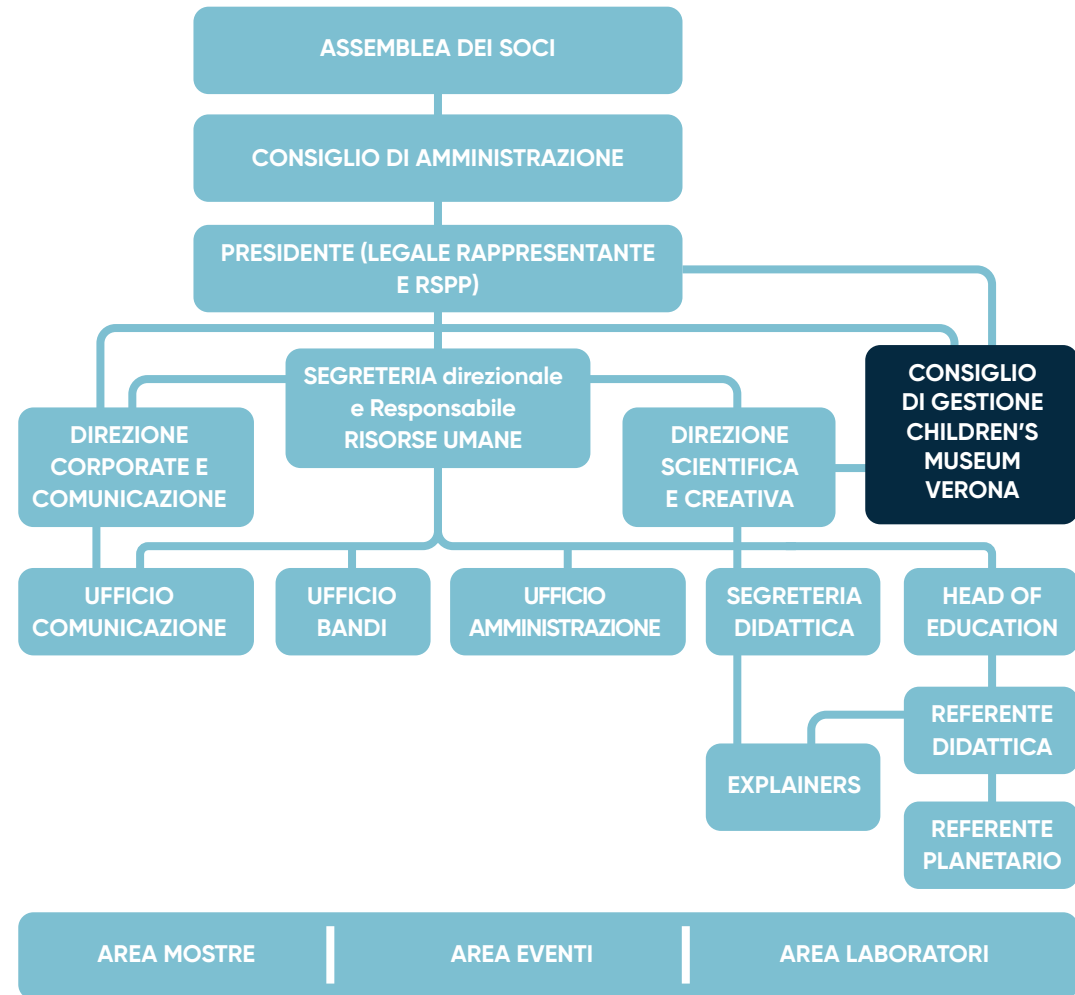 ASSEMBLEA DEI SOCI
CONSIGLIO DI AMMINISTRAZIONE
PRESIDENTE (LEGALE RAPPRESENTANTE
E RSPP)
SEGRETERIA direzionale
e Responsabile
RISORSE UMANE
CONSIGLIO
DI GESTIONE
CHILDREN'S
MUSEUM
VERONA
DIREZIONE
CORPORATE E
COMUNICAZIONE
DIREZIONE
SCIENTIFICA
E CREATIVA
UFFICIO
COMUNICAZIONE
UFFICIO
BANDI
UFFICIO
AMMINISTRAZIONE
SEGRETERIA
DIDATTICA
HEAD OF
EDUCATION
REFERENTE
DIDATTICA
EXPLAINERS
REFERENTE
PLANETARIO
AREA MOSTRE
AREA EVENTI
AREA LABORATORI